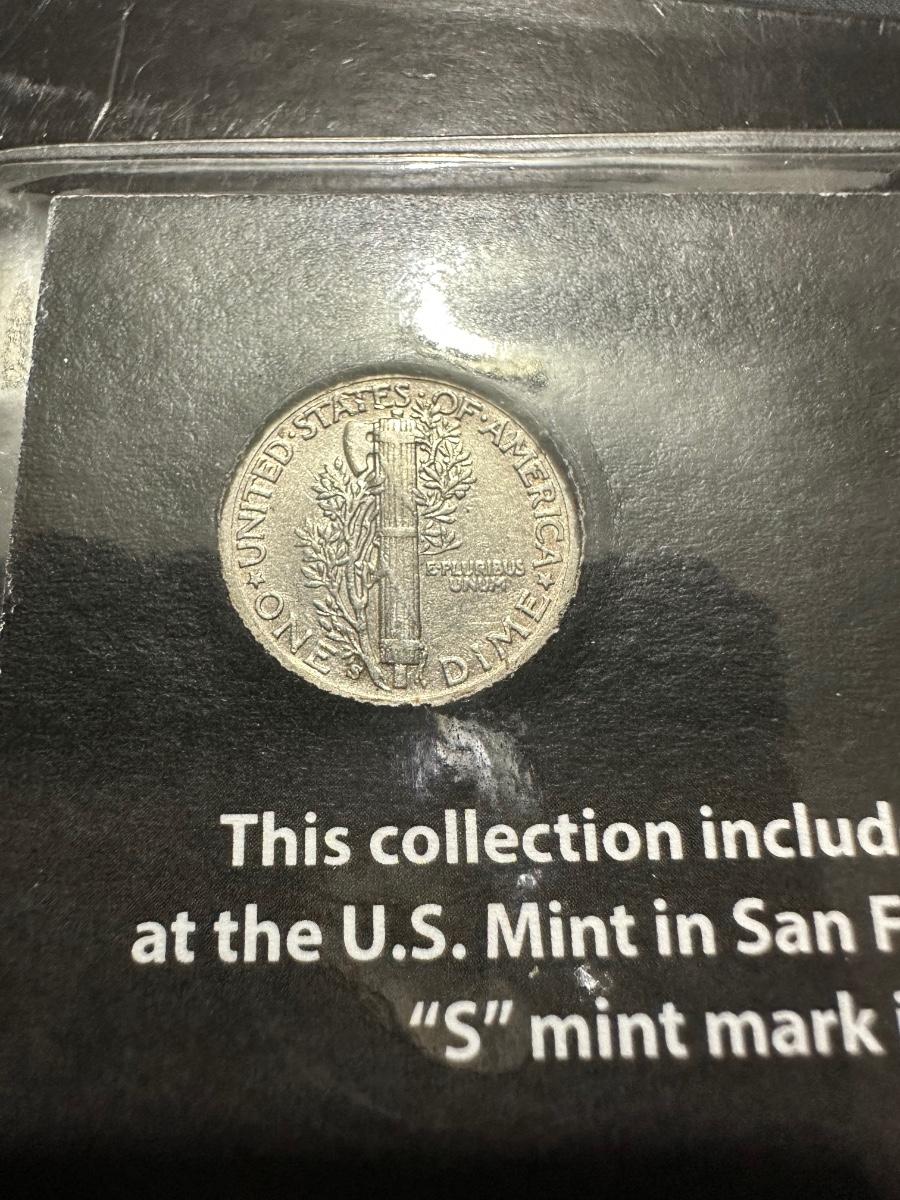 UNITED·STATES·OF·AMERICA
E·PLURIBUS
UNUM
ONE DIME
S
This collection includ
at the U.S. Mint in San F
“S” mint mark i